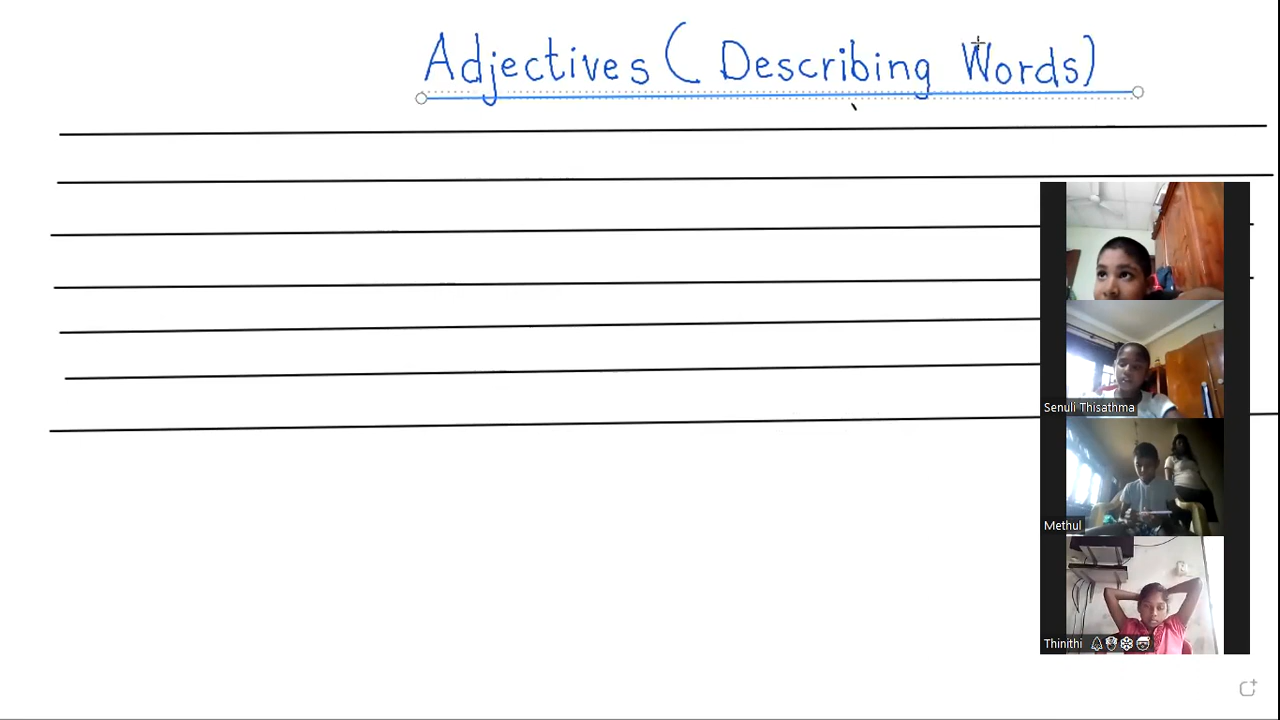 Adjectives ( Describing Words)
Senuli Thisathma
Methul
Thinithi 🎄🤶❄🎅